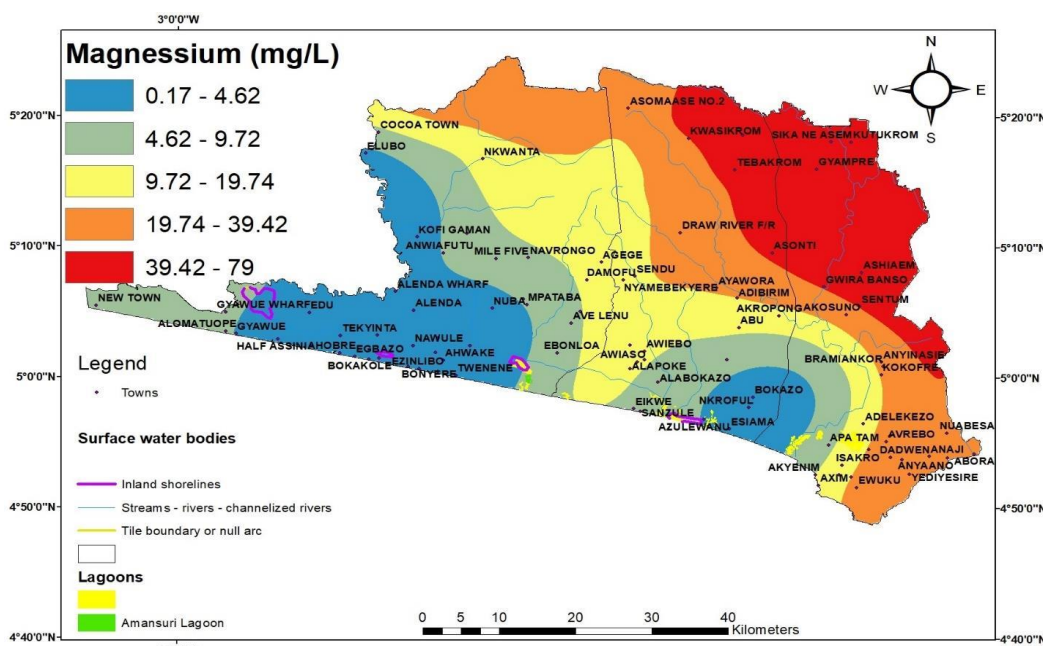 3°0'0"W
Magnessium (mg/L)
0.17 - 4.62
4.62 - 9.72
9.72 - 19.74
19.74 - 39.42
39.42 - 79
N
W E
S
5°20'0"N
5°20'0"N
5°10'0"N
5°10'0"N
5°0'0"N
5°0'0"N
4°50'0"N
4°50'0"N
4°40'0"N
4°40'0"N
ASOMAASE NO.2
COCOA TOWN
KWASIKROM
SIKA NE ASEMKUTUKROM
ELUBO
NKWANTA
TEBAKROM
GYAMPRE
KOFI GAMAN
DRAW RIVER F/R
ANWIAFUTU
MILE FIVE
NAVRONGO
AGEGE
ASONTI
DAMOFU
SENDU
ASHIAEM
NYAMEBEKYERE
AYAWORA
GWIRA BANSO
ALENDA WHARF
ADIBIRIM
NEW TOWN
GYAWUE WHARFEDU
ALENDA
NUBA
MPATABA
AKROPENG
AKOSUNO
SENTUM
AVE LENU
ABU
ALOMATUOPE
GYAWUE
TEKYINTA
HALF ASSINI
AHOBRE
EGBAZO
NAWULE
EBONLOA
AWIASO
AWIEBO
AHWAKE
BRAMIANKOR
ANYINASIE
BOKAKOLE
EZINLIBO
BONYERE
TWENENE
ALAPOKE
KOKOFRE
ALABOKAZO
BOKAZO
NKROFUL
EIKWE
SANZULE
AZULEWANU
ESIAMA
ADELEKEZO
NUABESA
APA TAM
AVREBO
ISAKRO
DADWEN
ANAJI
AKYENIM
ANYAANO
ABORA
AXIM
EWUKU
YEDIYESIRE
Legend
Towns
Surface water bodies
Inland shorelines
Streams - rivers - channelized rivers
Tile boundary or null arc
Lagoons
Amansuri Lagoon
0 5 10 20 30 40
Kilometers